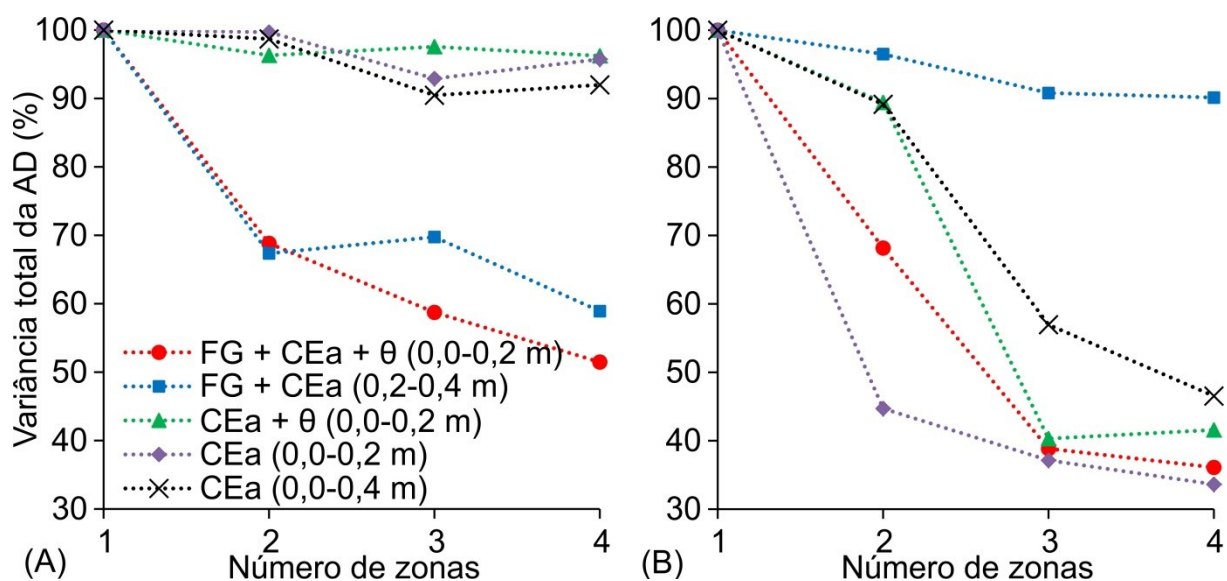 Variância total da AD (%)
100
90
80
70
60
50
40
30
FG + CEa + θ (0,0-0,2 m)
FG + CEa (0,2-0,4 m)
CEa + θ (0,0-0,2 m)
CEa (0,0-0,2 m)
CEa (0,0-0,4 m)
1 2 3 4
(A) Número de zonas
100
90
80
70
60
50
40
30
1 2 3 4
(B) Número de zonas